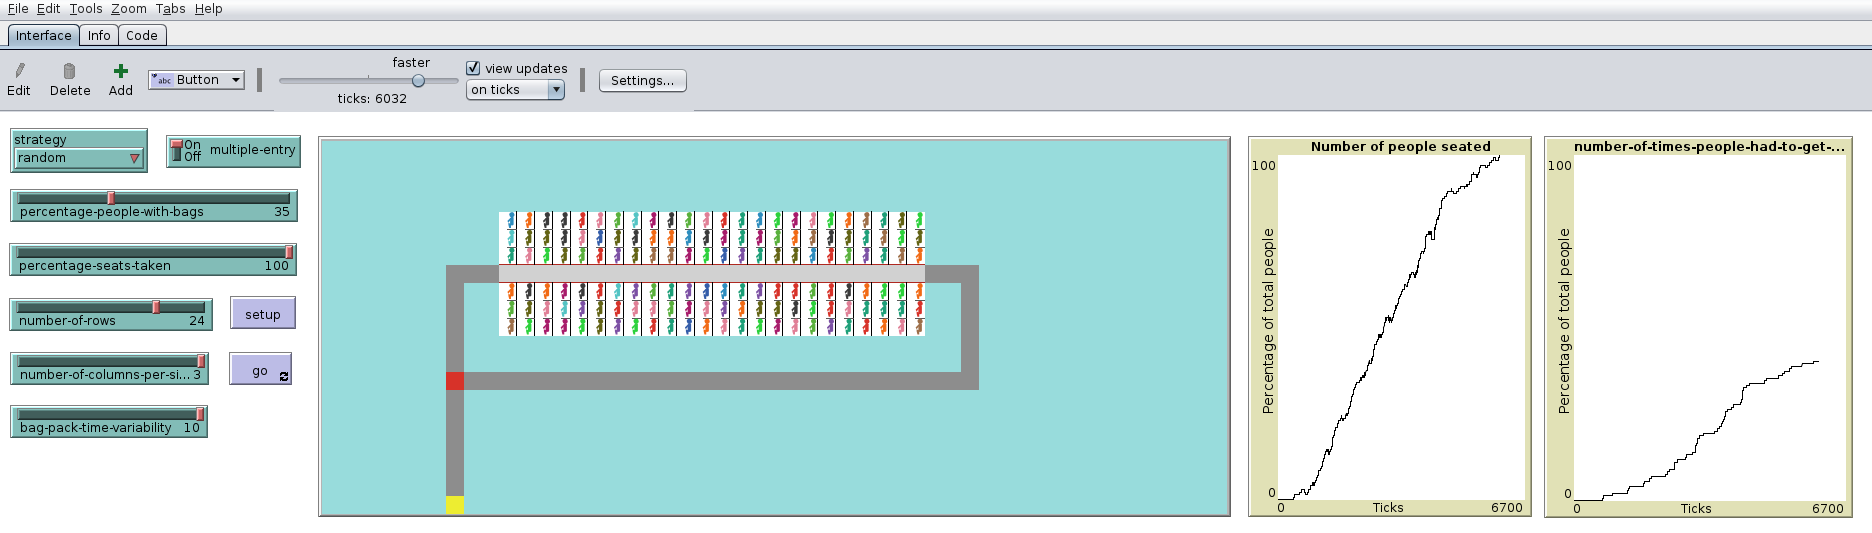 File Edit Tools Zoom Tabs Help
Interface Info Code
Edit Delete Add abc Button
faster
ticks: 6032
view updates
on ticks
Settings...
strategy
random
On
Off
multiple-entry
percentage-people-with-bags 35
percentage-seats-taken 100
number-of-rows 24
setup
number-of-columns-per-si... 3
go
bag-pack-time-variability 10
Number of people seated
100
Percentage of total people
0
0 Ticks 6700
number-of-times-people-had-to-get-...
100
Percentage of total people
0
0 Ticks 6700